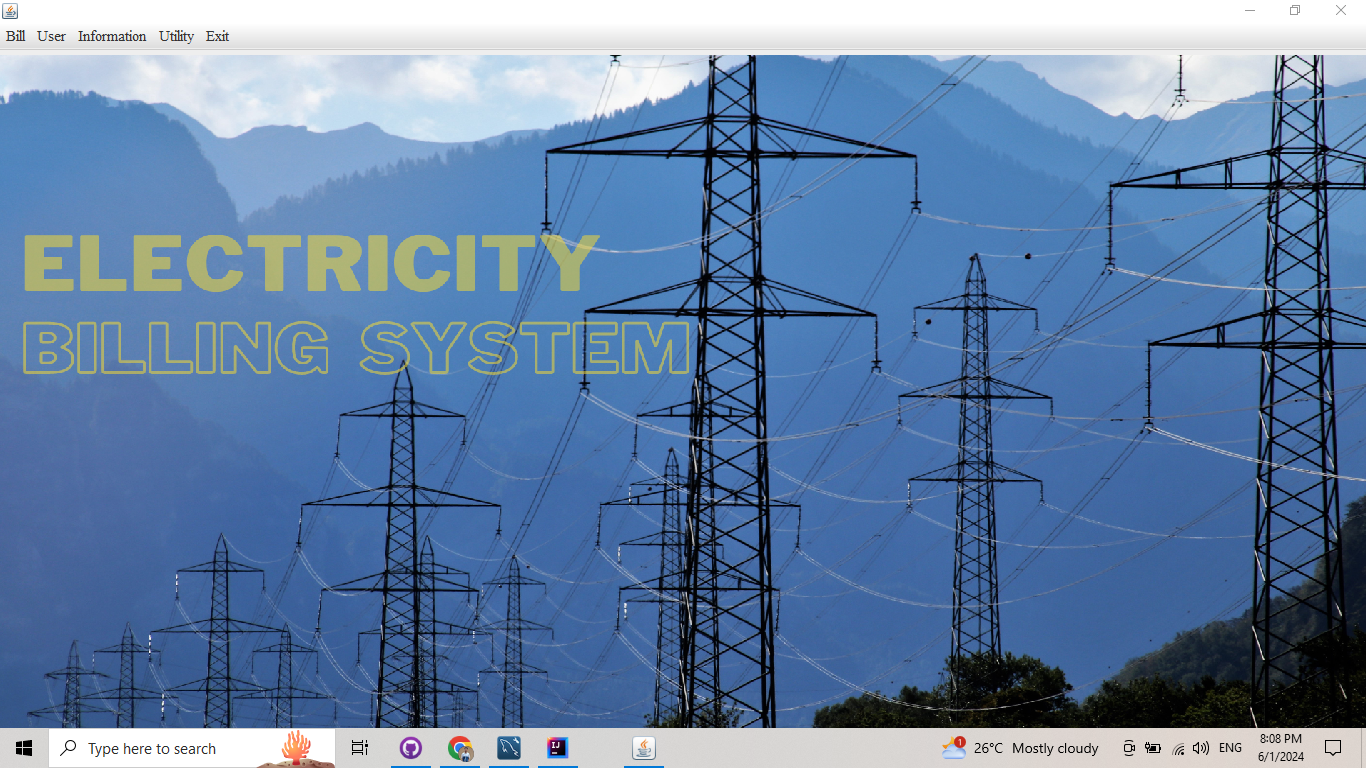 Bill User Information Utility Exit
ELECTRICITY
BILLING SYSTEM
Type here to search
IJ
1
26°C Mostly cloudy
ENG
8:08 PM
6/1/2024